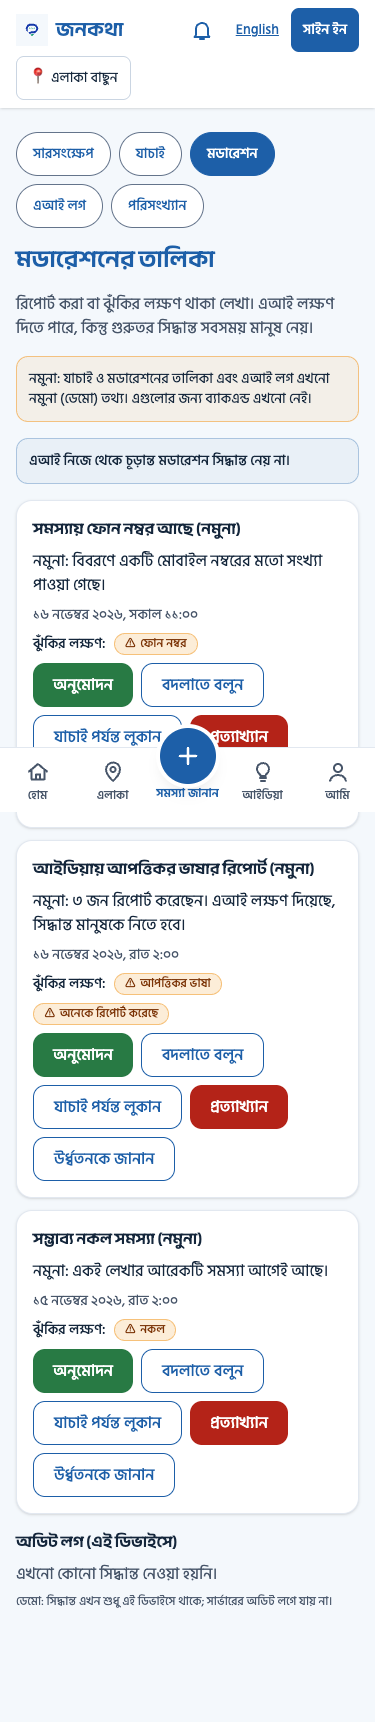 জনকথা
English
সাইন ইন
এলাকা বাছুন
সারসংক্ষেপ
যাচাই
মডারেশন
এআই লগ
পরিসংখ্যান
মডারেশনের তালিকা
রিপোর্ট করা বা ঝুঁকির লক্ষণ থাকা লেখা। এআই লক্ষণ
দিতে পারে, কিন্তু গুরুতর সিদ্ধান্ত সবসময় মানুষ নেয়।
নমুনা: যাচাই ও মডারেশনের তালিকা এবং এআই লগ এখনো
নমুনা (ডেমো) তথ্য। এগুলোর জন্য ব্যাকএন্ড এখনো নেই।
এআই নিজে থেকে চূড়ান্ত মডারেশন সিদ্ধান্ত নেয় না।
সমস্যায় ফোন নম্বর আছে (নমুনা)
নমুনা: বিবরণে একটি মোবাইল নম্বরের মতো সংখ্যা
পাওয়া গেছে।
১৬ নভেম্বর ২০২৬, সকাল ১১:০০
ঝুঁকির লক্ষণ: ফোন নম্বর
অনুমোদন
বদলাতে বলুন
যাচাই পর্যন্ত লুকান
প্রত্যাখ্যান
হোম
এলাকা
সমস্যা জানান
আইডিয়া
আমি
আইডিয়ায় আপত্তিকর ভাষার রিপোর্ট (নমুনা)
নমুনা: ৩ জন রিপোর্ট করেছেন। এআই লক্ষণ দিয়েছে,
সিদ্ধান্ত মানুষকে নিতে হবে।
১৬ নভেম্বর ২০২৬, রাত ২:০০
ঝুঁকির লক্ষণ: আপত্তিকর ভাষা
অনেকে রিপোর্ট করেছে
অনুমোদন
বদলাতে বলুন
যাচাই পর্যন্ত লুকান
প্রত্যাখ্যান
ঊর্ধ্বতনকে জানান
সম্ভাব্য নকল সমস্যা (নমুনা)
নমুনা: একই লেখার আরেকটি সমস্যা আগেই আছে।
১৫ নভেম্বর ২০২৬, রাত ২:০০
ঝুঁকির লক্ষণ: নকল
অনুমোদন
বদলাতে বলুন
যাচাই পর্যন্ত লুকান
প্রত্যাখ্যান
ঊর্ধ্বতনকে জানান
অডিট লগ (এই ডিভাইসে)
এখনো কোনো সিদ্ধান্ত নেওয়া হয়নি।
ডেমো: সিদ্ধান্ত এখন শুধু এই ডিভাইসে থাকে; সার্ভারের অডিট লগে যায় না।